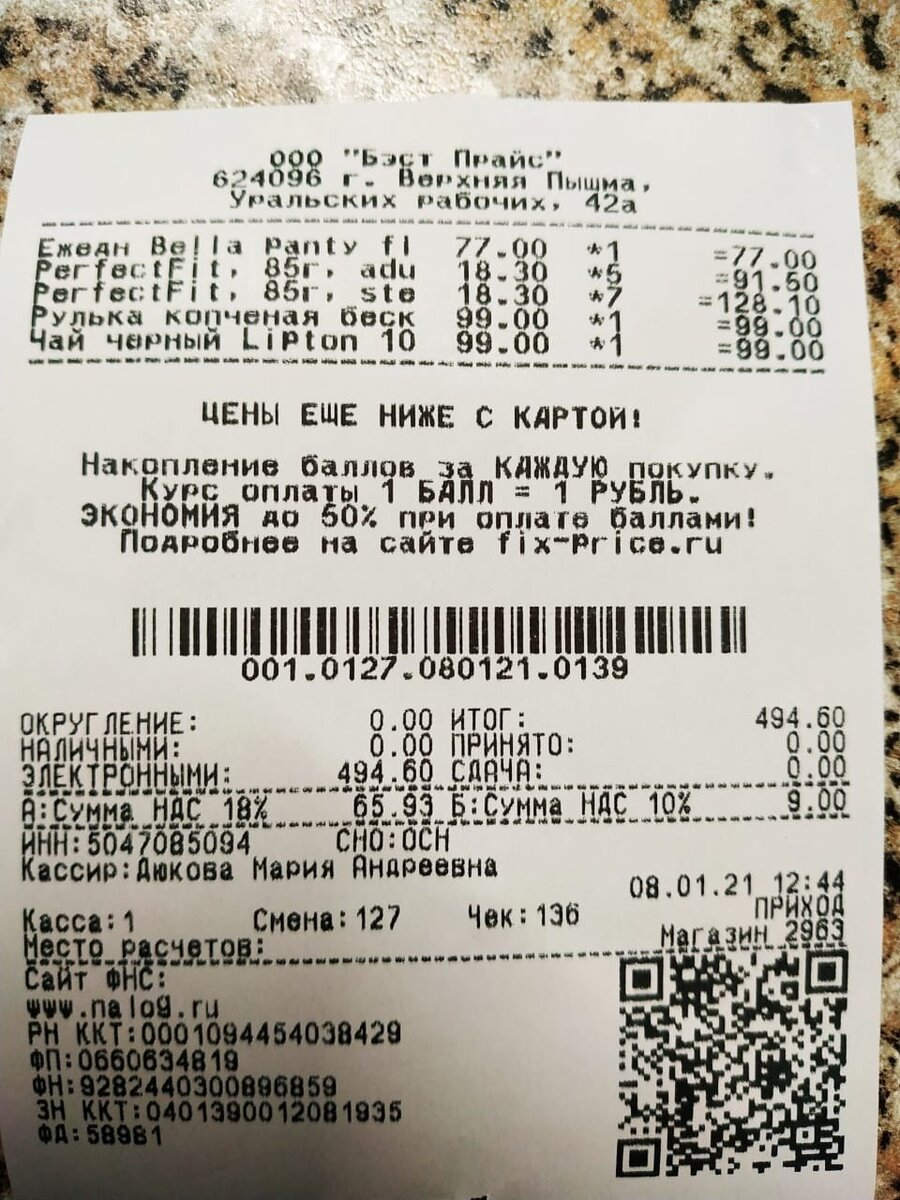 ООО "Бэст Прайс"
624096 г. Верхняя Пышма,
Уральских рабочих, 42а
Ежедн Bella Panty fl 77.00 *1 =77.00
PerfectFit, 85г, adu 18.30 *5 =91.50
PerfectFit, 85г, ste 18.30 *7 =128.10
Рулька копченая беск 99.00 *1 =99.00
Чай черный Lipton 10 99.00 *1 =99.00
ЦЕНЫ ЕЩЕ НИЖЕ С КАРТОЙ!
Накопление баллов за КАЖДУЮ покупку.
Курс оплаты 1 БАЛЛ = 1 РУБЛЬ.
ЭКОНОМИЯ до 50% при оплате баллами!
Подробнее на сайте fix-price.ru
001.0127.080121.0139
ОКРУГЛЕНИЕ: 0.00 ИТОГ: 494.60
НАЛИЧНЫМИ: 0.00 ПРИНЯТО: 0.00
ЭЛЕКТРОННЫМИ: 494.60 СДАЧА: 0.00
А:Сумма НДС 18% 65.93 Б:Сумма НДС 10% 9.00
ИНН:5047085094 СНО:ОСН
Кассир:Дюкова Мария Андреевна
08.01.21 12:44
ПРИХОД
Касса:1 Смена:127 Чек:136
Магазин 2963
Место расчетов:
Сайт ФНС:
www.nalog.ru
РН ККТ:0001094454038429
ФП:0660634819
ФН:9282440300896859
ЗН ККТ:0401390012081935
ФД:58981